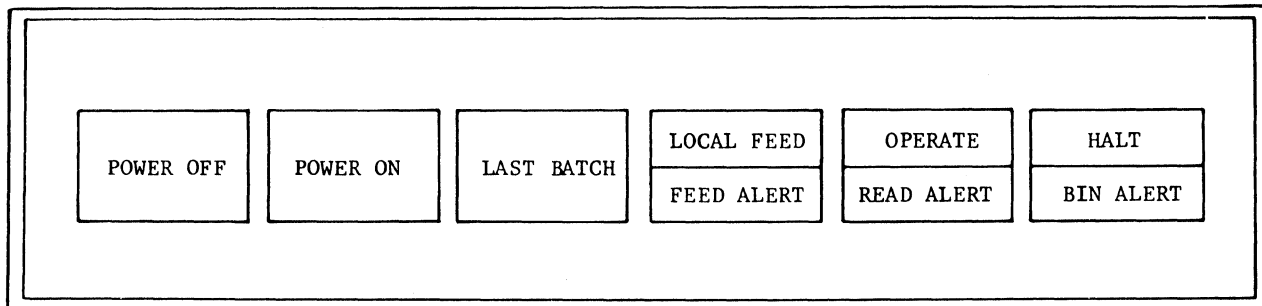 POWER OFF
POWER ON
LAST BATCH
LOCAL FEED
FEED ALERT
OPERATE
READ ALERT
HALT
BIN ALERT